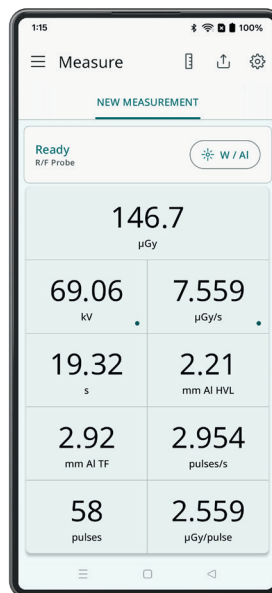 1:15
100%
Measure
NEW MEASUREMENT
Ready
R/F Probe
W / Al
146.7
µGy
69.06
kV
7.559
µGy/s
19.32
s
2.21
mm Al HVL
2.92
mm Al TF
2.954
pulses/s
58
pulses
2.559
µGy/pulse